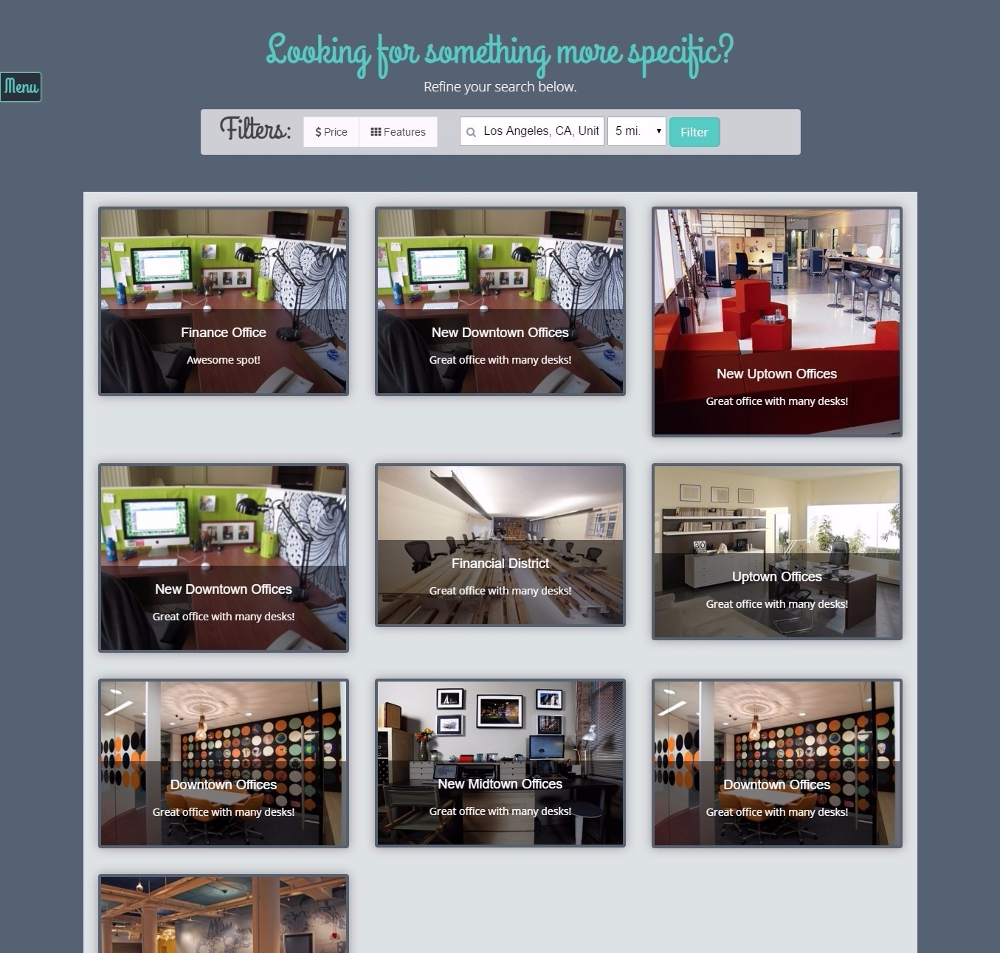 Looking for something more specific?
Refine your search below.
Menu
Filters:
$ Price
Features
Los Angeles, CA, Unit
5 mi.
Filter
Finance Office
Awesome spot!
New Downtown Offices
Great office with many desks!
New Uptown Offices
Great office with many desks!
New Downtown Offices
Great office with many desks!
Financial District
Great office with many desks!
30
Uptown Offices
Great office with many desks!
Downtown Offices
Great office with many desks!
New Midtown Offices
Great office with many desks!
Downtown Offices
Great office with many desks!